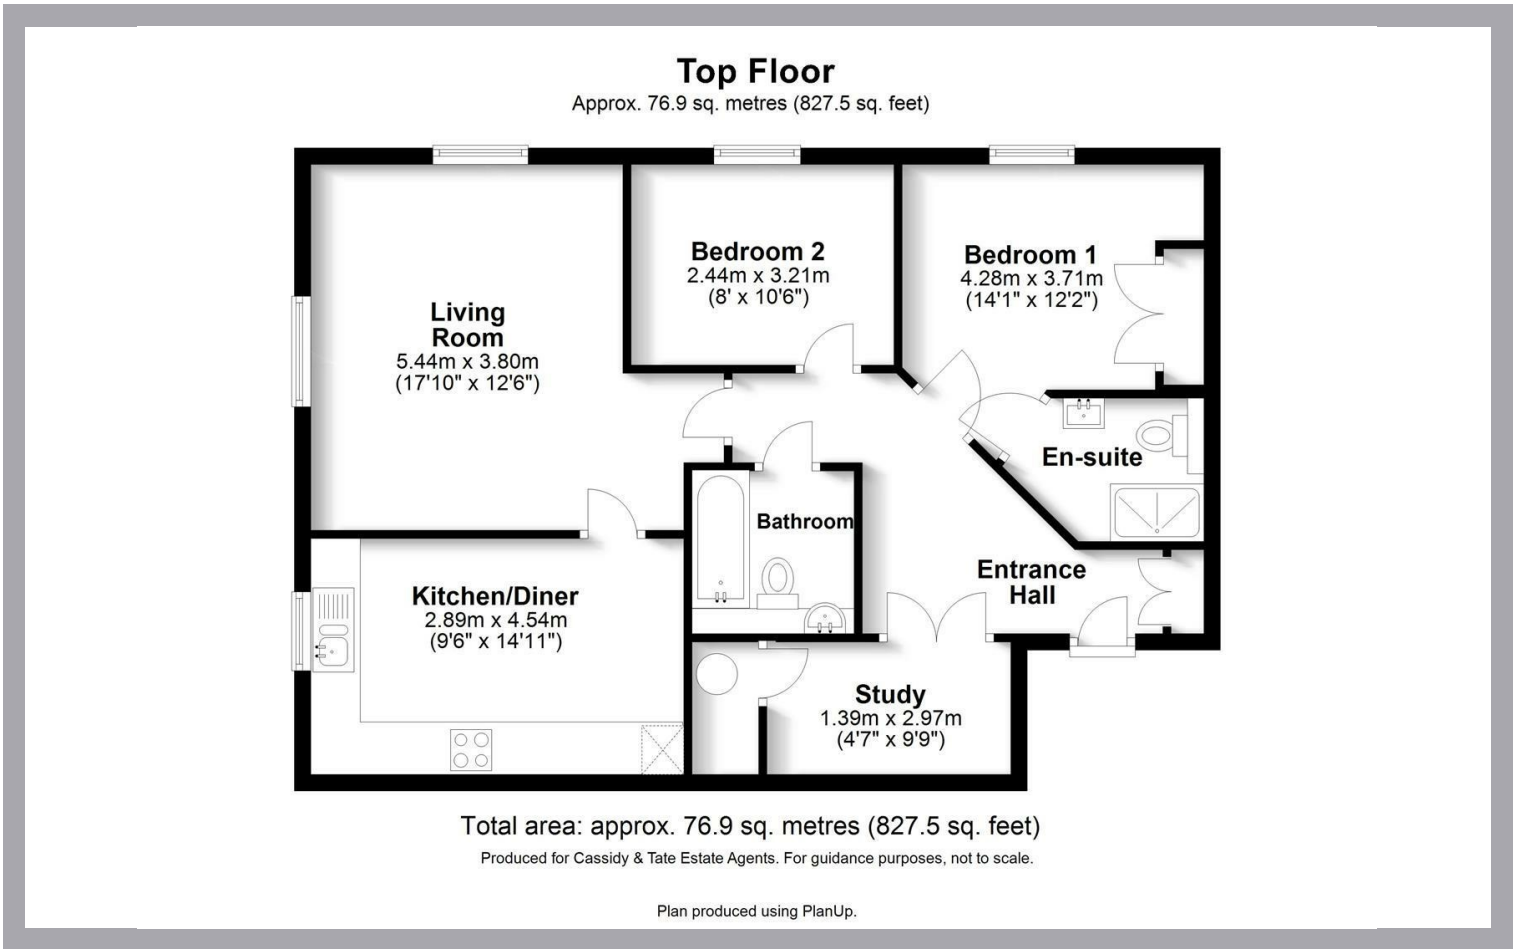 Top Floor
Approx. 76.9 sq. metres (827.5 sq. feet)
Bedroom 2
2.44m x 3.21m
(8' x 10'6")
Bedroom 1
4.28m x 3.71m
(14'1" x 12'2")
Living
Room
5.44m x 3.80m
(17'10" x 12'6")
En-suite
Bathroom
Entrance
Hall
Kitchen/Diner
2.89m x 4.54m
(9'6" x 14'11")
Study
1.39m x 2.97m
(4'7" x 9'9")
Total area: approx. 76.9 sq. metres (827.5 sq. feet)
Produced for Cassidy & Tate Estate Agents. For guidance purposes, not to scale.
Plan produced using PlanUp.